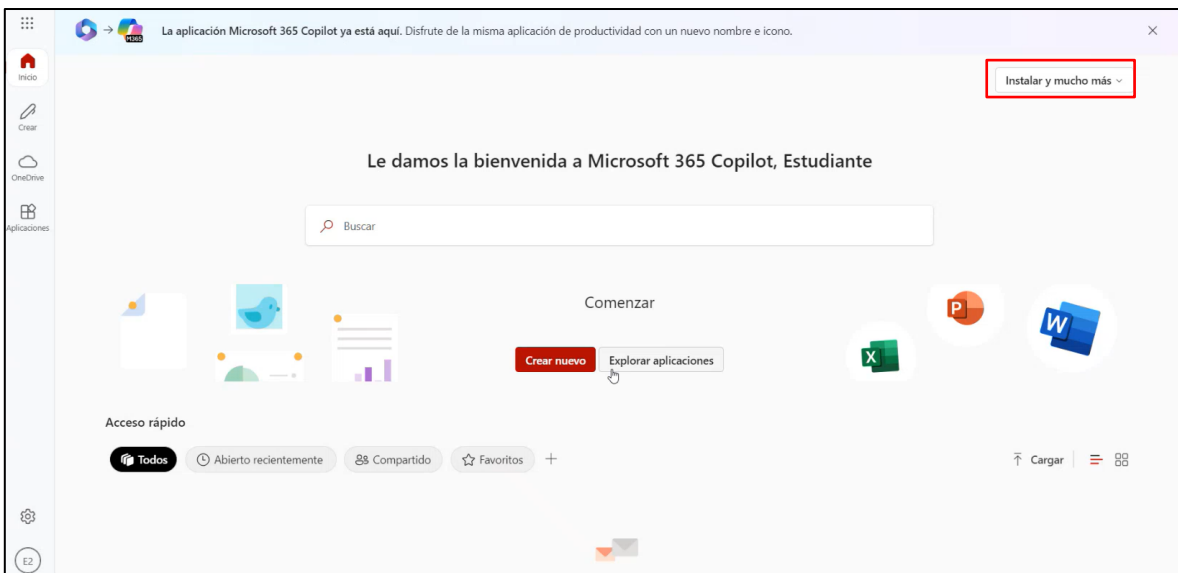 M365
La aplicación Microsoft 365 Copilot ya está aquí. Disfrute de la misma aplicación de productividad con un nuevo nombre e icono.
Inicio
Instalar y mucho más
Crear
Le damos la bienvenida a Microsoft 365 Copilot, Estudiante
OneDrive
Buscar
Aplicaciones
Comenzar
P
W
X
Crear nuevo
Explorar aplicaciones
Acceso rápido
Todos
Abierto recientemente
Compartido
Favoritos
Cargar
E2